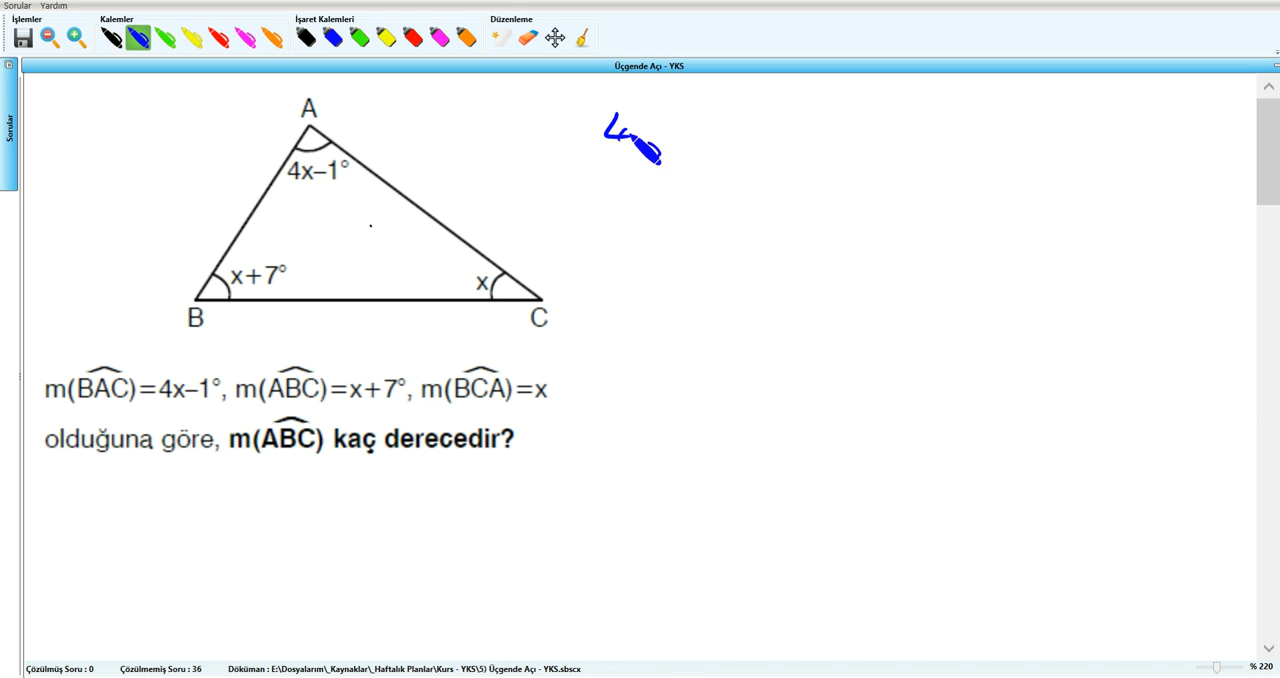 Sorular Yardım
İşlemler Kalemler İşaret Kalemleri Düzenleme
Üçgende Açı - YKS
Sorular
A
4x–1°
x+7° x
B C
m(BAC)=4x–1°, m(ABC)=x+7°, m(BCA)=x
olduğuna göre, m(ABC) kaç derecedir?
4
Çözülmüş Soru : 0 Çözülmemiş Soru : 36 Döküman : E:\Dosyalarım\_Kaynaklar\_Haftalık Planlar\Kurs - YKS\5) Üçgende Açı - YKS.sbscx % 220